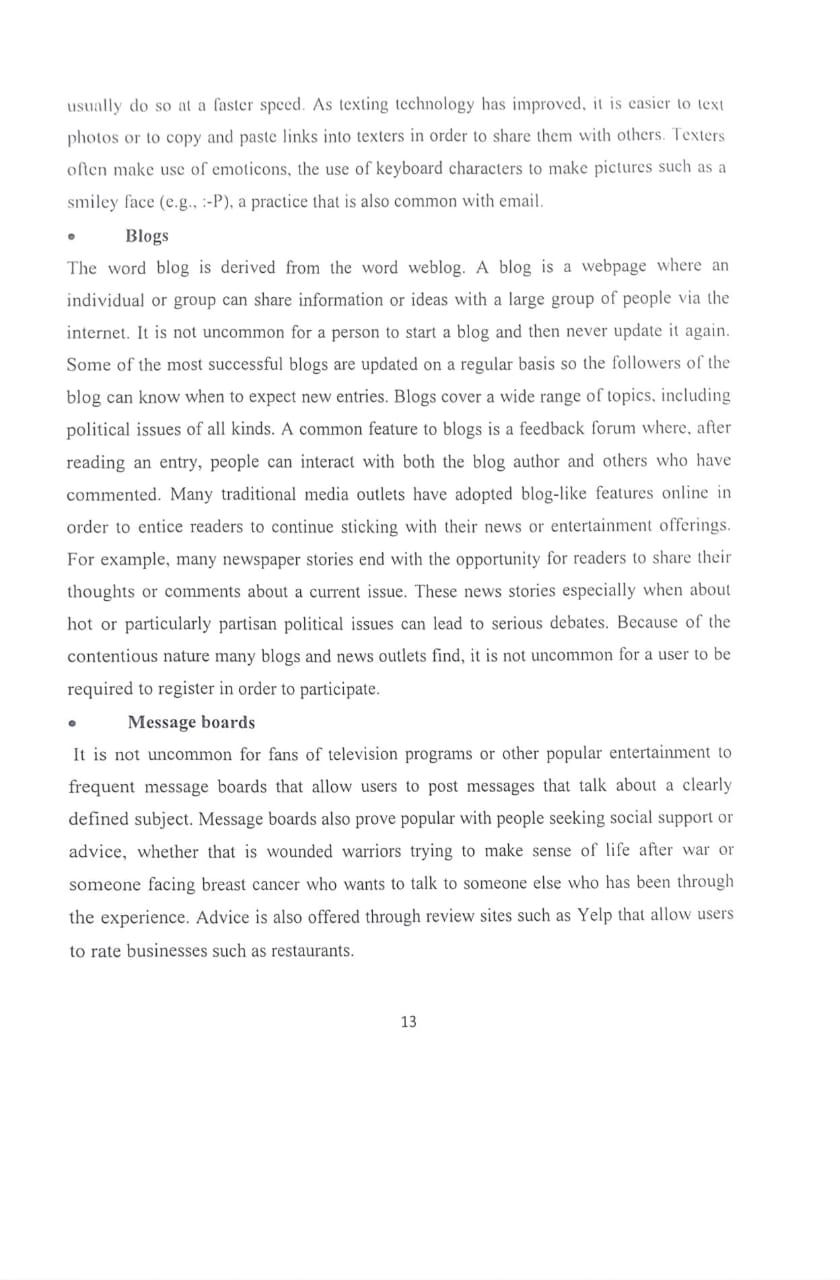 usually do so at a faster speed. As texting technology has improved, it is easier to text
photos or to copy and paste links into texters in order to share them with others. Texters
often make use of emoticons, the use of keyboard characters to make pictures such as a
smiley face (e.g., :-P), a practice that is also common with email.
• Blogs
The word blog is derived from the word weblog. A blog is a webpage where an
individual or group can share information or ideas with a large group of people via the
internet. It is not uncommon for a person to start a blog and then never update it again.
Some of the most successful blogs are updated on a regular basis so the followers of the
blog can know when to expect new entries. Blogs cover a wide range of topics, including
political issues of all kinds. A common feature to blogs is a feedback forum where, after
reading an entry, people can interact with both the blog author and others who have
commented. Many traditional media outlets have adopted blog-like features online in
order to entice readers to continue sticking with their news or entertainment offerings.
For example, many newspaper stories end with the opportunity for readers to share their
thoughts or comments about a current issue. These news stories especially when about
hot or particularly partisan political issues can lead to serious debates. Because of the
contentious nature many blogs and news outlets find, it is not uncommon for a user to be
required to register in order to participate.
• Message boards
It is not uncommon for fans of television programs or other popular entertainment to
frequent message boards that allow users to post messages that talk about a clearly
defined subject. Message boards also prove popular with people seeking social support or
advice, whether that is wounded warriors trying to make sense of life after war or
someone facing breast cancer who wants to talk to someone else who has been through
the experience. Advice is also offered through review sites such as Yelp that allow users
to rate businesses such as restaurants.
13